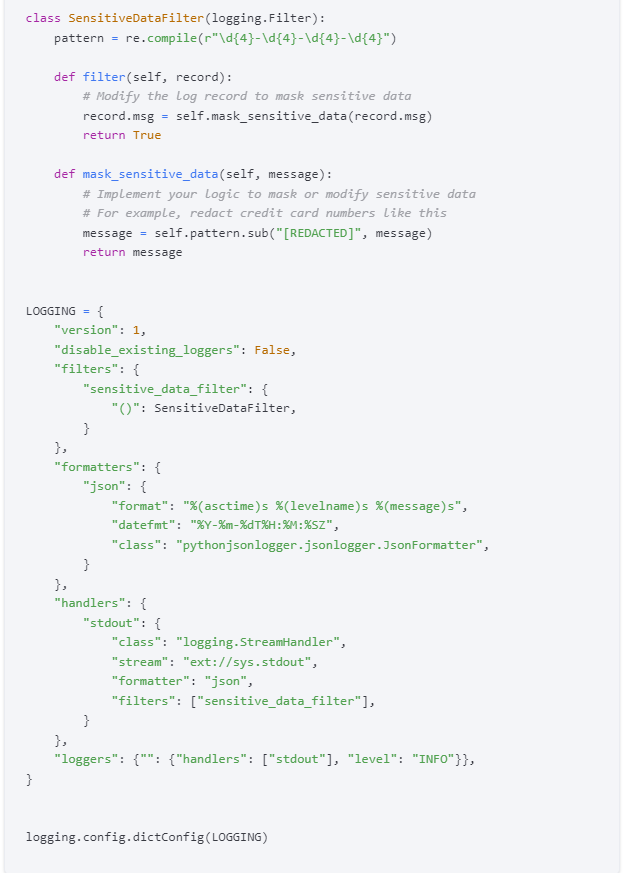 class SensitiveDataFilter(logging.Filter):
    pattern = re.compile(r"\d{4}-\d{4}-\d{4}-\d{4}")

    def filter(self, record):
        # Modify the log record to mask sensitive data
        record.msg = self.mask_sensitive_data(record.msg)
        return True

    def mask_sensitive_data(self, message):
        # Implement your logic to mask or modify sensitive data
        # For example, redact credit card numbers like this
        message = self.pattern.sub("[REDACTED]", message)
        return message


LOGGING = {
    "version": 1,
    "disable_existing_loggers": False,
    "filters": {
        "sensitive_data_filter": {
            "()": SensitiveDataFilter,
        }
    },
    "formatters": {
        "json": {
            "format": "%(asctime)s %(levelname)s %(message)s",
            "datefmt": "%Y-%m-%dT%H:%M:%SZ",
            "class": "pythonjsonlogger.jsonlogger.JsonFormatter",
        }
    },
    "handlers": {
        "stdout": {
            "class": "logging.StreamHandler",
            "stream": "ext://sys.stdout",
            "formatter": "json",
            "filters": ["sensitive_data_filter"],
        }
    },
    "loggers": {"": {"handlers": ["stdout"], "level": "INFO"}},
}


logging.config.dictConfig(LOGGING)